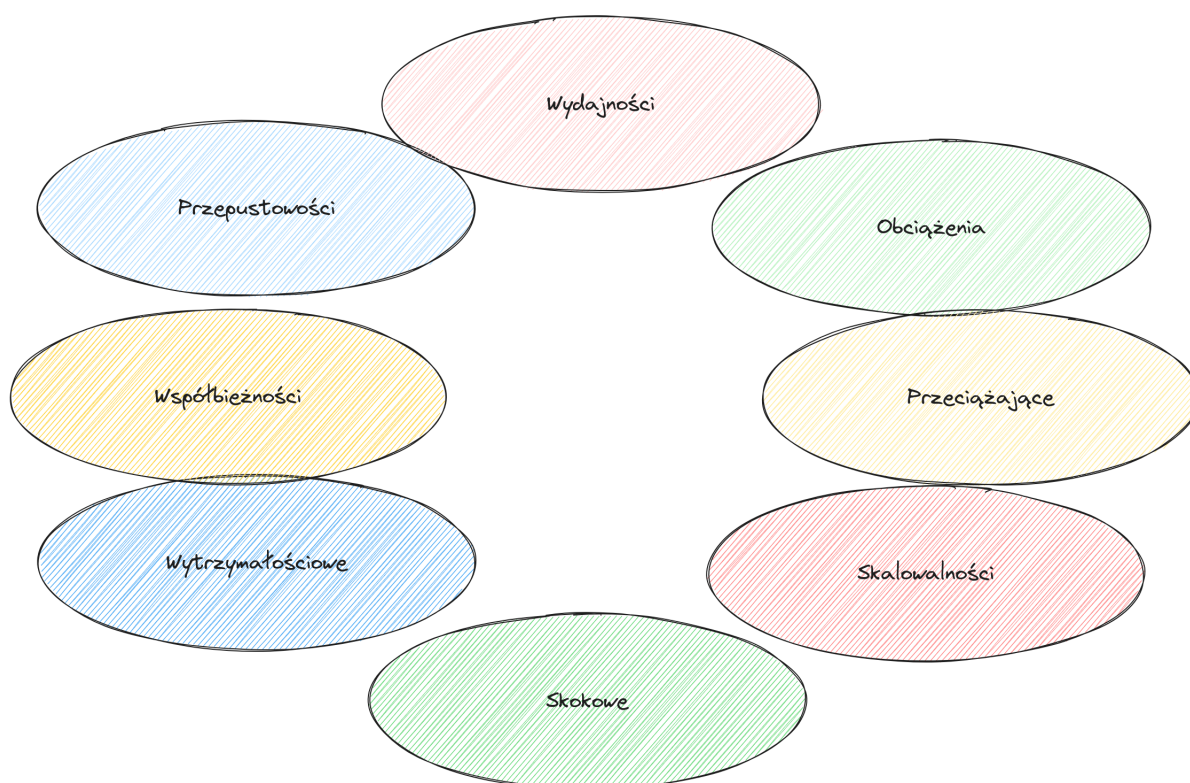 Wydajności
Przepustowości
Obciążenia
Współbieżności
Przeciążające
Wytrzymałościowe
Skalowalności
Skokowe